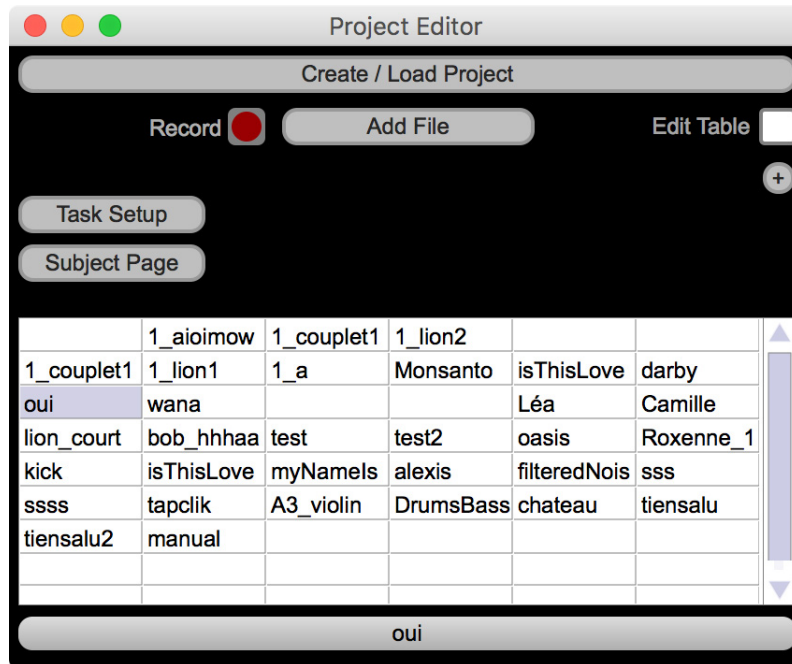 Project Editor
Create / Load Project
Record Add File Edit Table
+
Task Setup
Subject Page
1_aioimow 1_couplet1 1_lion2
1_couplet1 1_lion1 1_a Monsanto isThisLove darby
oui wana Léa Camille
lion_court bob_hhhaa test test2 oasis Roxenne_1
kick isThisLove myNameIs alexis filteredNois sss
ssss tapclik A3_violin DrumsBass chateau tiensalu
tiensalu2 manual
oui